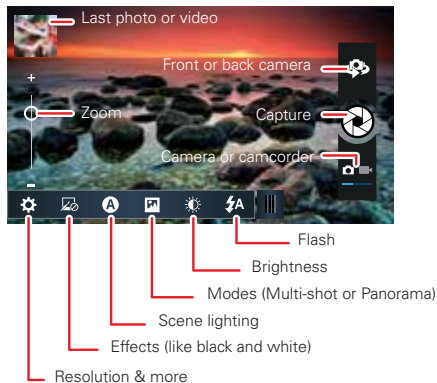 Last photo or video
Front or back camera
+
Zoom
Capture
Camera or camcorder
A
A
Flash
Brightness
Modes (Multi-shot or Panorama)
Scene lighting
Effects (like black and white)
Resolution & more